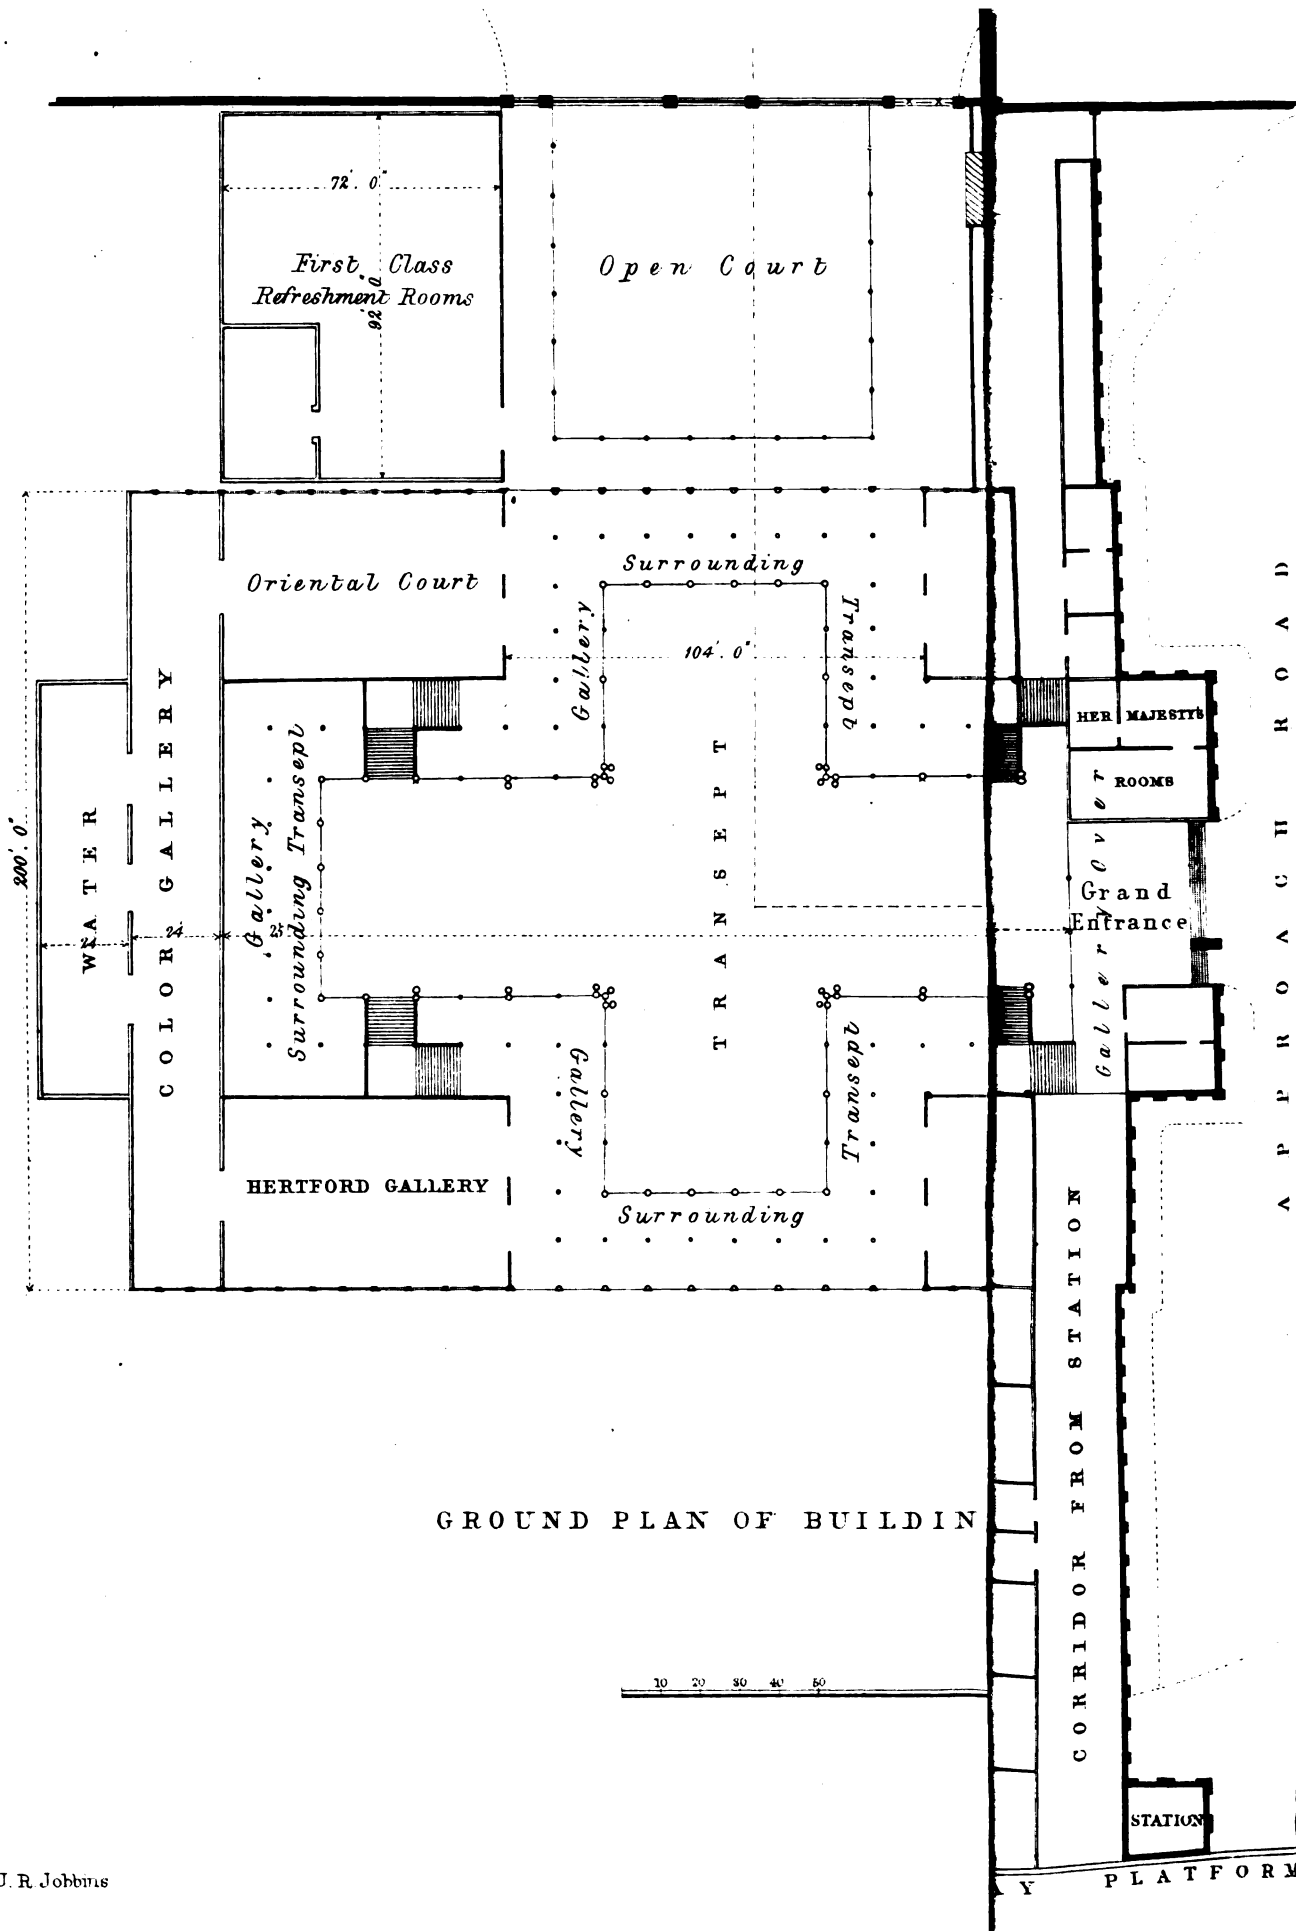 72'. 0"
First Class
Refreshment Rooms
92'. 0"
Open Court
Oriental Court
Surrounding
Gallery
Transept
104'. 0"
HER MAJESTY'S
ROOMS
Gallery Over
Grand
Entrance
200'. 0"
WATER
COLOR GALLERY
Gallery
Surrounding Transept
24
25
TRANSEPT
Gallery
Transept
Surrounding
HERTFORD GALLERY
APPROACH ROAD
CORRIDOR FROM STATION
GROUND PLAN OF BUILDIN
10 20 30 40 50
STATION
AY PLATFORM
J. R. Jobbins